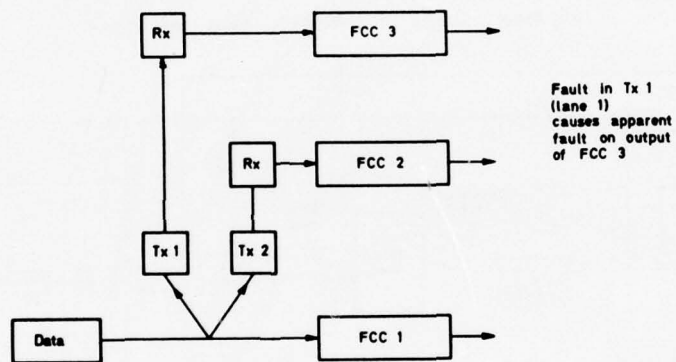 Rx
FCC 3
Fault in Tx 1
(lane 1)
causes apparent
fault on output
of FCC 3
Rx
FCC 2
Tx 1
Tx 2
Data
FCC 1